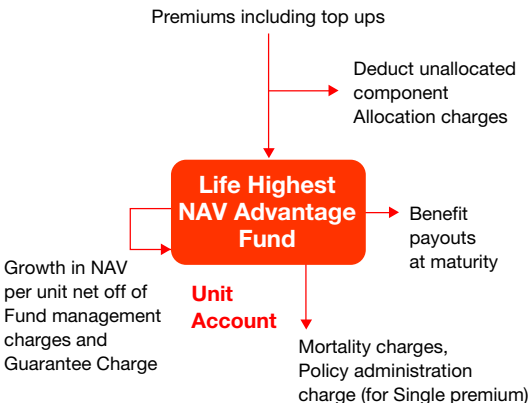 Premiums including top ups
Deduct unallocated
component
Allocation charges
Life Highest
NAV Advantage
Fund
Benefit
payouts
at maturity
Growth in NAV
per unit net off of
Fund management
charges and
Guarantee Charge
Unit
Account
Mortality charges,
Policy administration
charge (for Single premium)